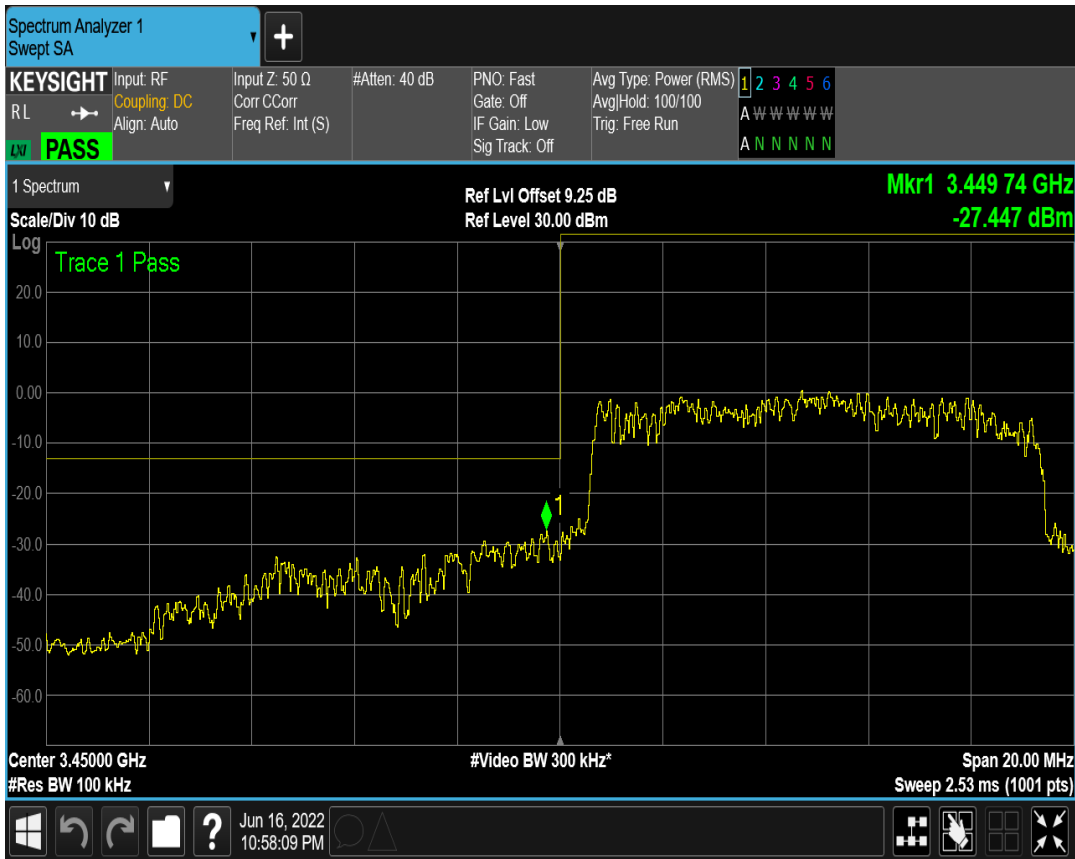 Spectrum Analyzer 1
Swept SA
+
KEYSIGHT
RL
LXI PASS
Input: RF
Coupling: DC
Align: Auto
Input Z: 50 Ω
Corr CCorr
Freq Ref: Int (S)
#Atten: 40 dB
PNO: Fast
Gate: Off
IF Gain: Low
Sig Track: Off
Avg Type: Power (RMS)
Avg|Hold: 100/100
Trig: Free Run
1 2 3 4 5 6
A W W W W W
A N N N N N
1 Spectrum
Scale/Div 10 dB
Ref Lvl Offset 9.25 dB
Ref Level 30.00 dBm
Mkr1 3.449 74 GHz
-27.447 dBm
Log
Trace 1 Pass
20.0
10.0
0.00
-10.0
-20.0
-30.0
-40.0
-50.0
-60.0
1
Center 3.45000 GHz
#Res BW 100 kHz
#Video BW 300 kHz*
Span 20.00 MHz
Sweep 2.53 ms (1001 pts)
?
Jun 16, 2022
10:58:09 PM